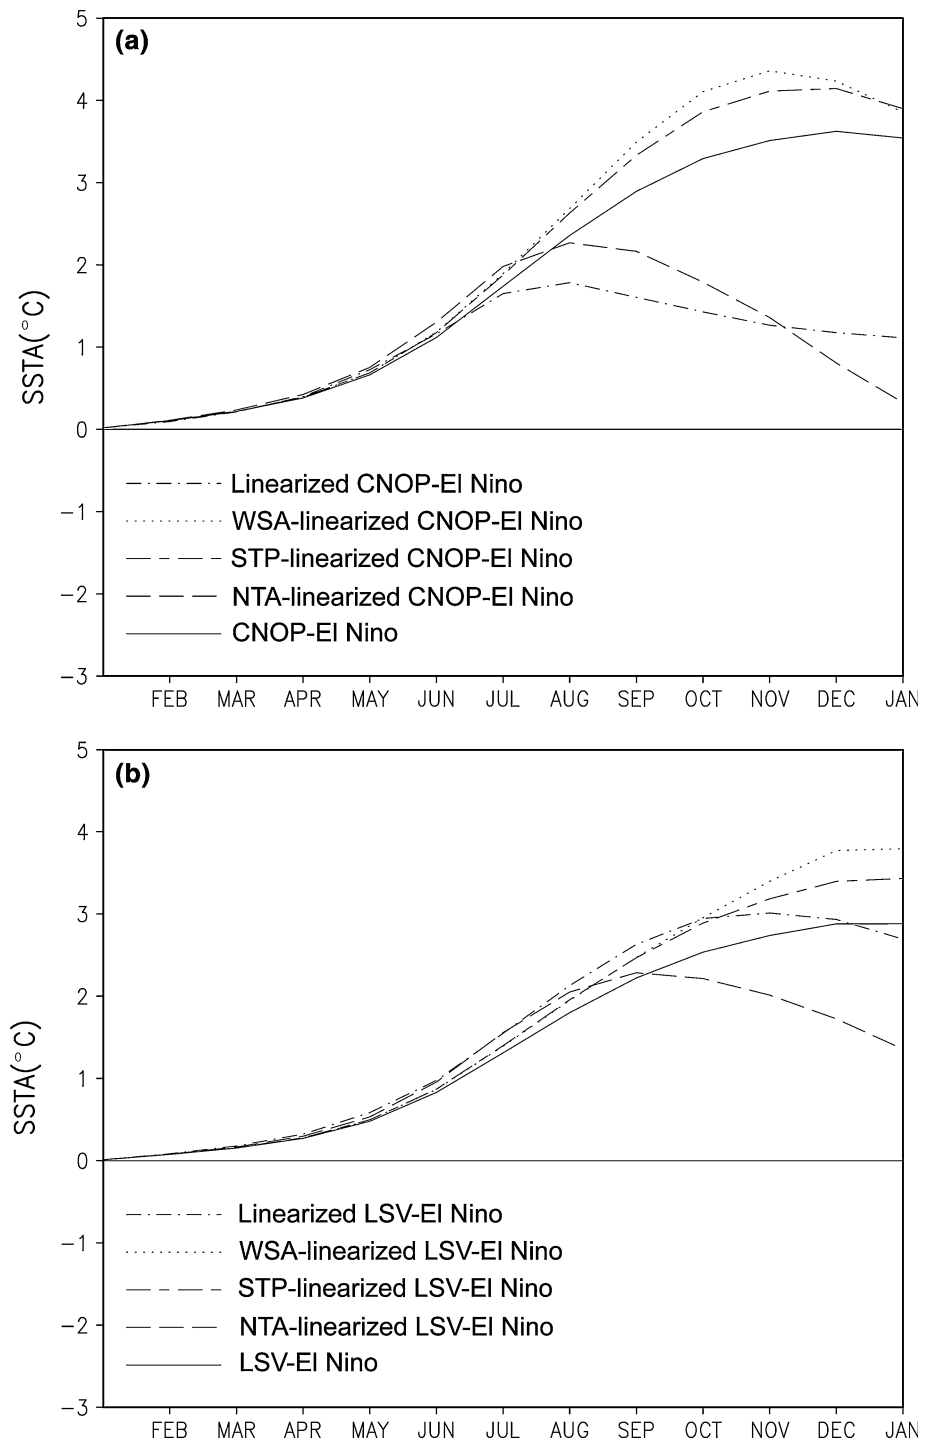 (a)
5
4
3
2
1
0
−1
−2
−3
SSTA(°C)
Linearized CNOP-El Nino
WSA-linearized CNOP-El Nino
STP-linearized CNOP-El Nino
NTA-linearized CNOP-El Nino
CNOP-El Nino
FEB MAR APR MAY JUN JUL AUG SEP OCT NOV DEC JAN
(b)
5
4
3
2
1
0
−1
−2
−3
SSTA(°C)
Linearized LSV-El Nino
WSA-linearized LSV-El Nino
STP-linearized LSV-El Nino
NTA-linearized LSV-El Nino
LSV-El Nino
FEB MAR APR MAY JUN JUL AUG SEP OCT NOV DEC JAN